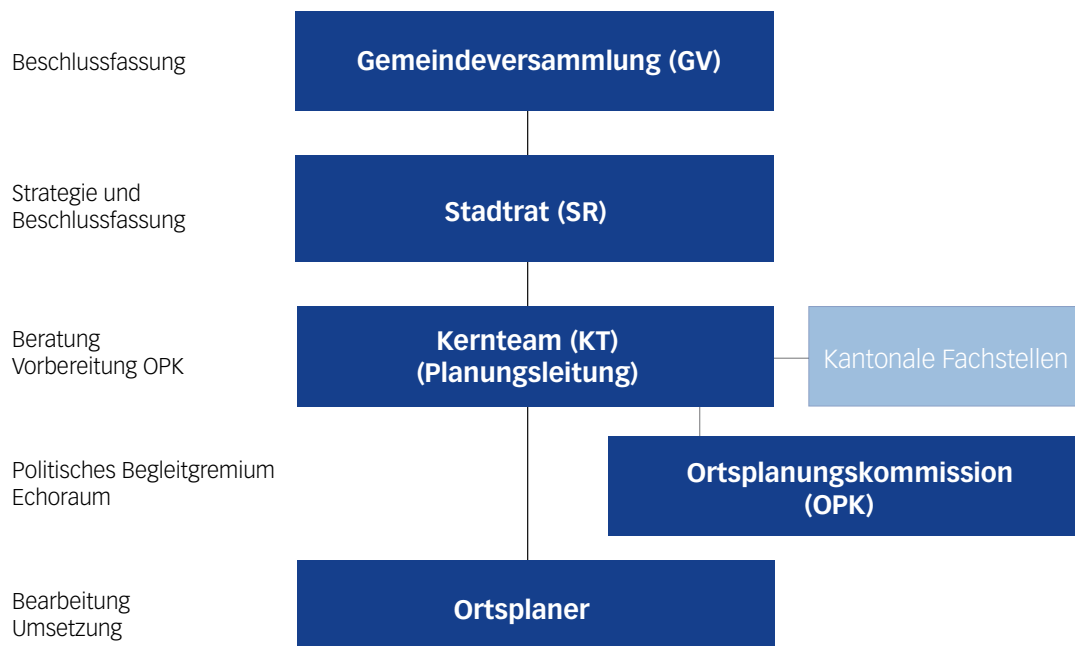 Beschlussfassung
Gemeindeversammlung (GV)
Strategie und
Beschlussfassung
Stadtrat (SR)
Beratung
Vorbereitung OPK
Kernteam (KT)
(Planungsleitung)
Kantonale Fachstellen
Politisches Begleitgremium
Echoraum
Ortsplanungskommission
(OPK)
Bearbeitung
Umsetzung
Ortsplaner